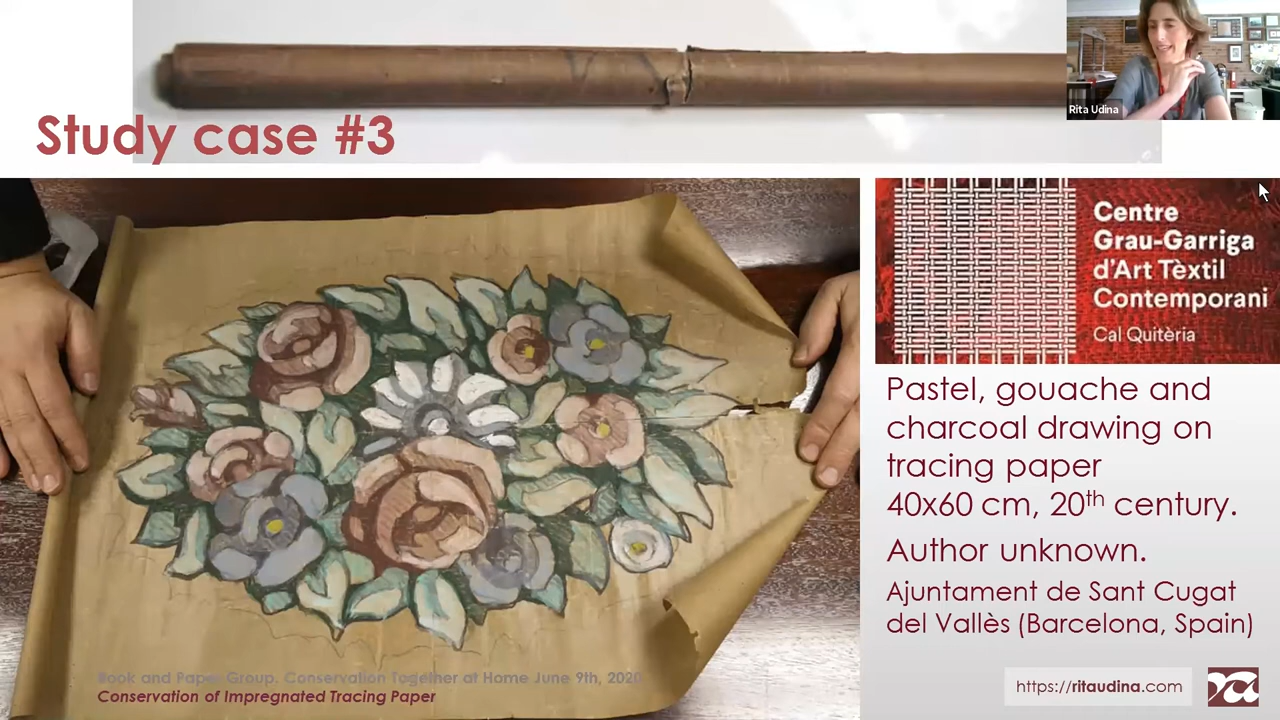 Study case #3
Rita Udina
Centre
Grau-Garriga
d'Art Tèxtil
Contemporani
Cal Quitèria
Pastel, gouache and
charcoal drawing on
tracing paper
40x60 cm, 20th century.
Author unknown.
Ajuntament de Sant Cugat
del Vallès (Barcelona, Spain)
Book and Paper Group. Conservation Together at Home June 9th, 2020
Conservation of Impregnated Tracing Paper
https://ritaudina.com